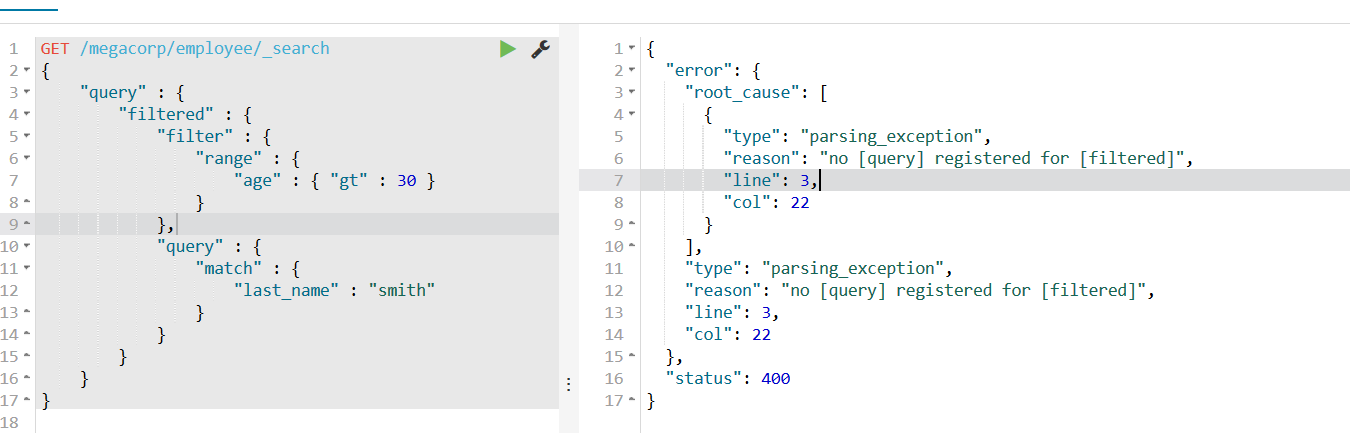 1 GET /megacorp/employee/_search
2 {
3 "query" : {
4 "filtered" : {
5 "filter" : {
6 "range" : {
7 "age" : { "gt" : 30 }
8 }
9 },
10 "query" : {
11 "match" : {
12 "last_name" : "smith"
13 }
14 }
15 }
16 }
17 }
18
1 {
2 "error": {
3 "root_cause": [
4 {
5 "type": "parsing_exception",
6 "reason": "no [query] registered for [filtered]",
7 "line": 3,
8 "col": 22
9 }
10 ],
11 "type": "parsing_exception",
12 "reason": "no [query] registered for [filtered]",
13 "line": 3,
14 "col": 22
15 },
16 "status": 400
17 }